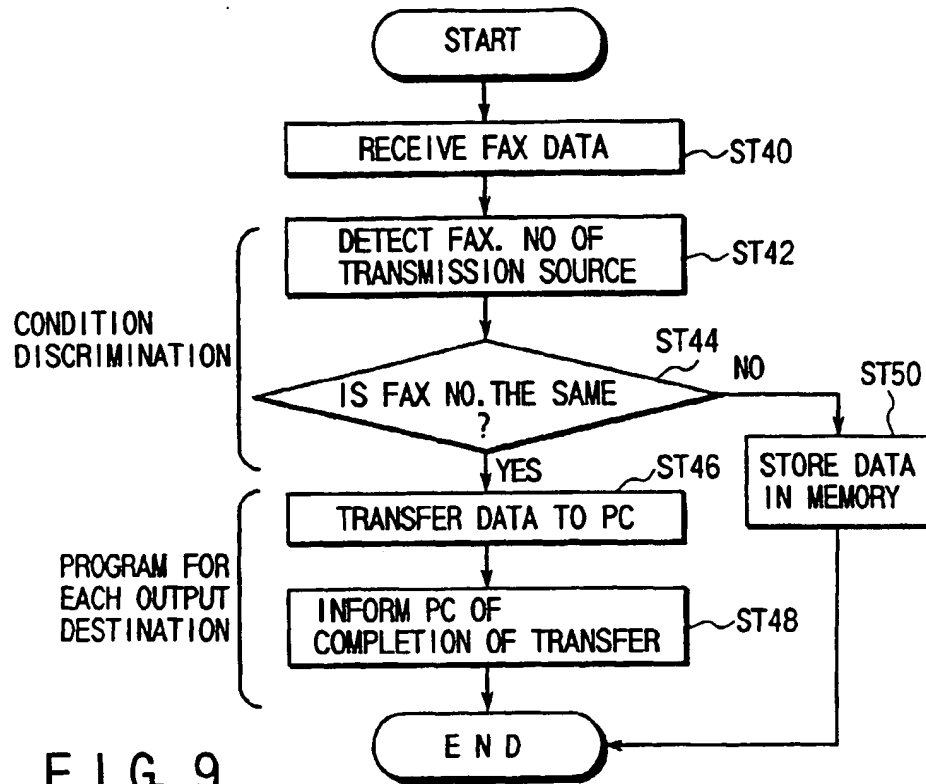 START
RECEIVE FAX DATA
ST40
DETECT FAX. NO OF
TRANSMISSION SOURCE
ST42
CONDITION
DISCRIMINATION
ST44
IS FAX NO. THE SAME
?
NO
ST50
STORE DATA
IN MEMORY
YES
ST46
TRANSFER DATA TO PC
PROGRAM FOR
EACH OUTPUT
DESTINATION
INFORM PC OF
COMPLETION OF TRANSFER
ST48
END
FIG. 9